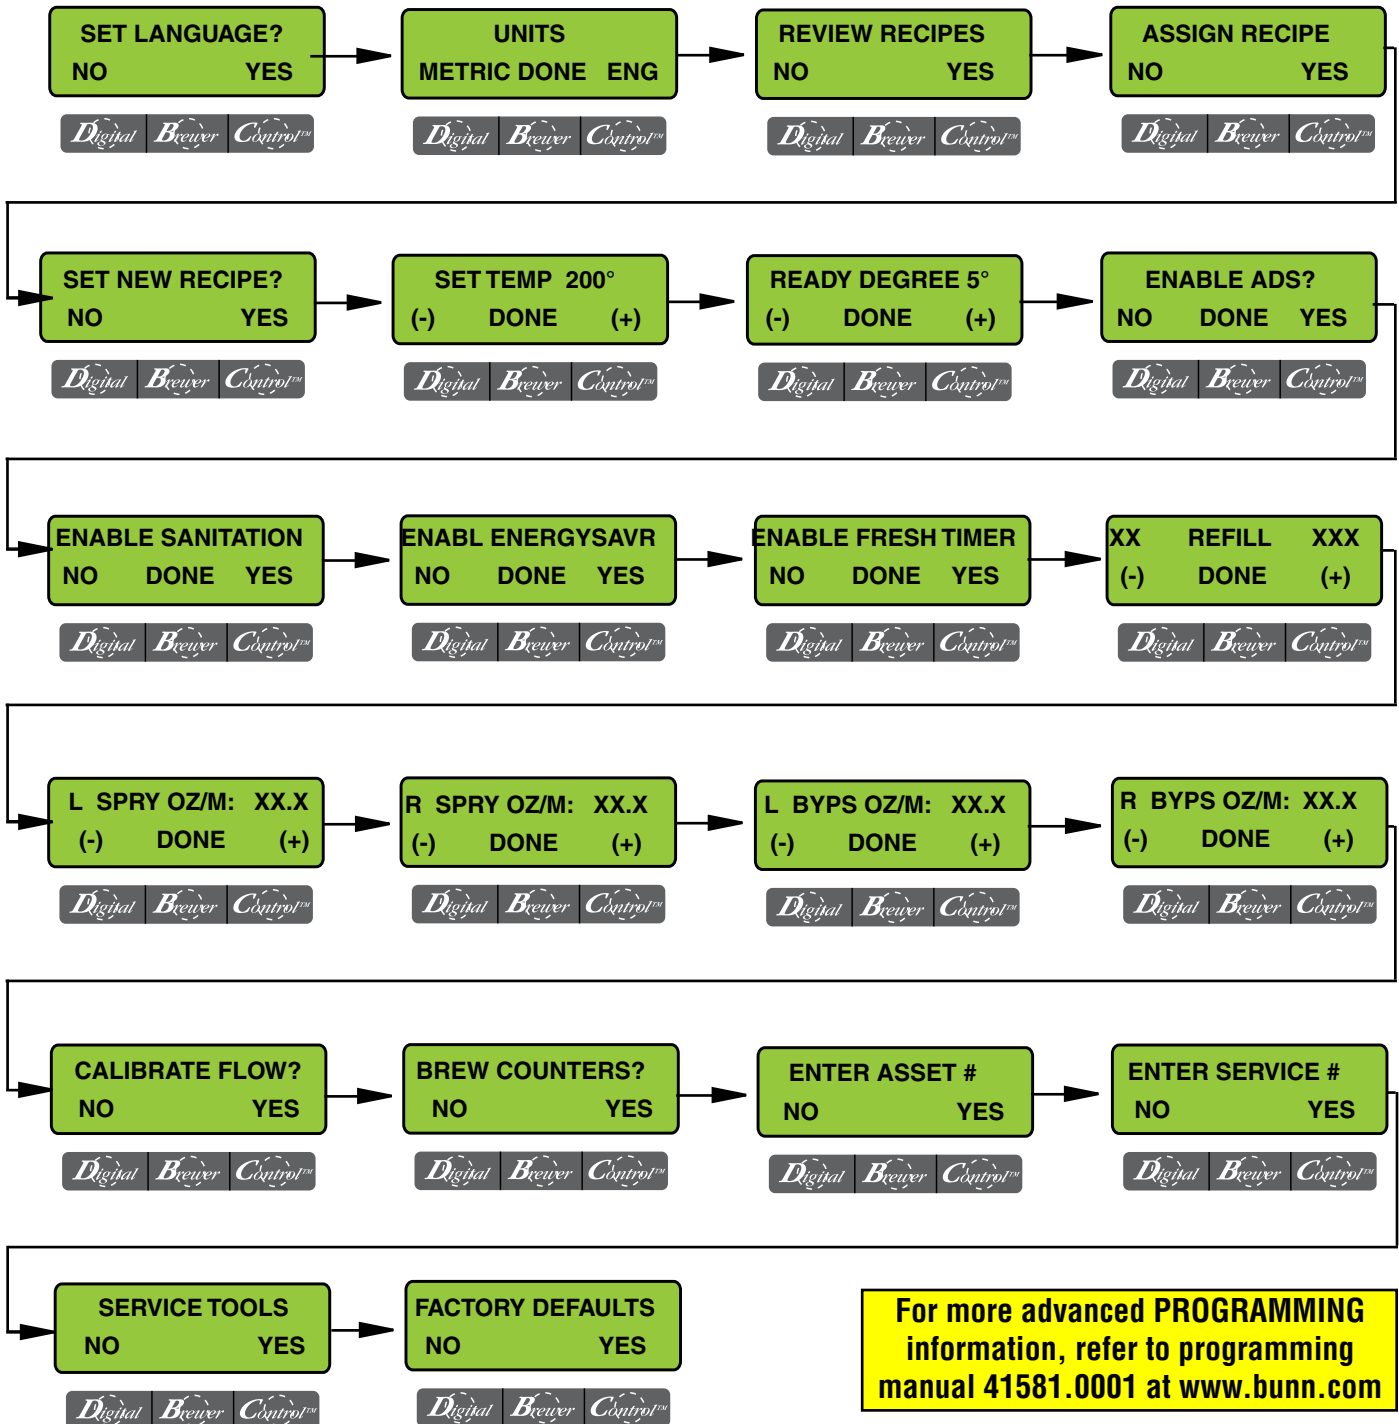 SET LANGUAGE?
NO YES
Digital Brewer Control™
UNITS
METRIC DONE ENG
Digital Brewer Control™
REVIEW RECIPES
NO YES
Digital Brewer Control™
ASSIGN RECIPE
NO YES
Digital Brewer Control™
SET NEW RECIPE?
NO YES
Digital Brewer Control™
SET TEMP 200°
(-) DONE (+)
Digital Brewer Control™
READY DEGREE 5°
(-) DONE (+)
Digital Brewer Control™
ENABLE ADS?
NO DONE YES
Digital Brewer Control™
ENABLE SANITATION
NO DONE YES
Digital Brewer Control™
ENABL ENERGYSAVR
NO DONE YES
Digital Brewer Control™
ENABLE FRESH TIMER
NO DONE YES
Digital Brewer Control™
XX REFILL XXX
(-) DONE (+)
Digital Brewer Control™
L SPRY OZ/M: XX.X
(-) DONE (+)
Digital Brewer Control™
R SPRY OZ/M: XX.X
(-) DONE (+)
Digital Brewer Control™
L BYPS OZ/M: XX.X
(-) DONE (+)
Digital Brewer Control™
R BYPS OZ/M: XX.X
(-) DONE (+)
Digital Brewer Control™
CALIBRATE FLOW?
NO YES
Digital Brewer Control™
BREW COUNTERS?
NO YES
Digital Brewer Control™
ENTER ASSET #
NO YES
Digital Brewer Control™
ENTER SERVICE #
NO YES
Digital Brewer Control™
SERVICE TOOLS
NO YES
Digital Brewer Control™
FACTORY DEFAULTS
NO YES
Digital Brewer Control™
For more advanced PROGRAMMING
information, refer to programming
manual 41581.0001 at www.bunn.com